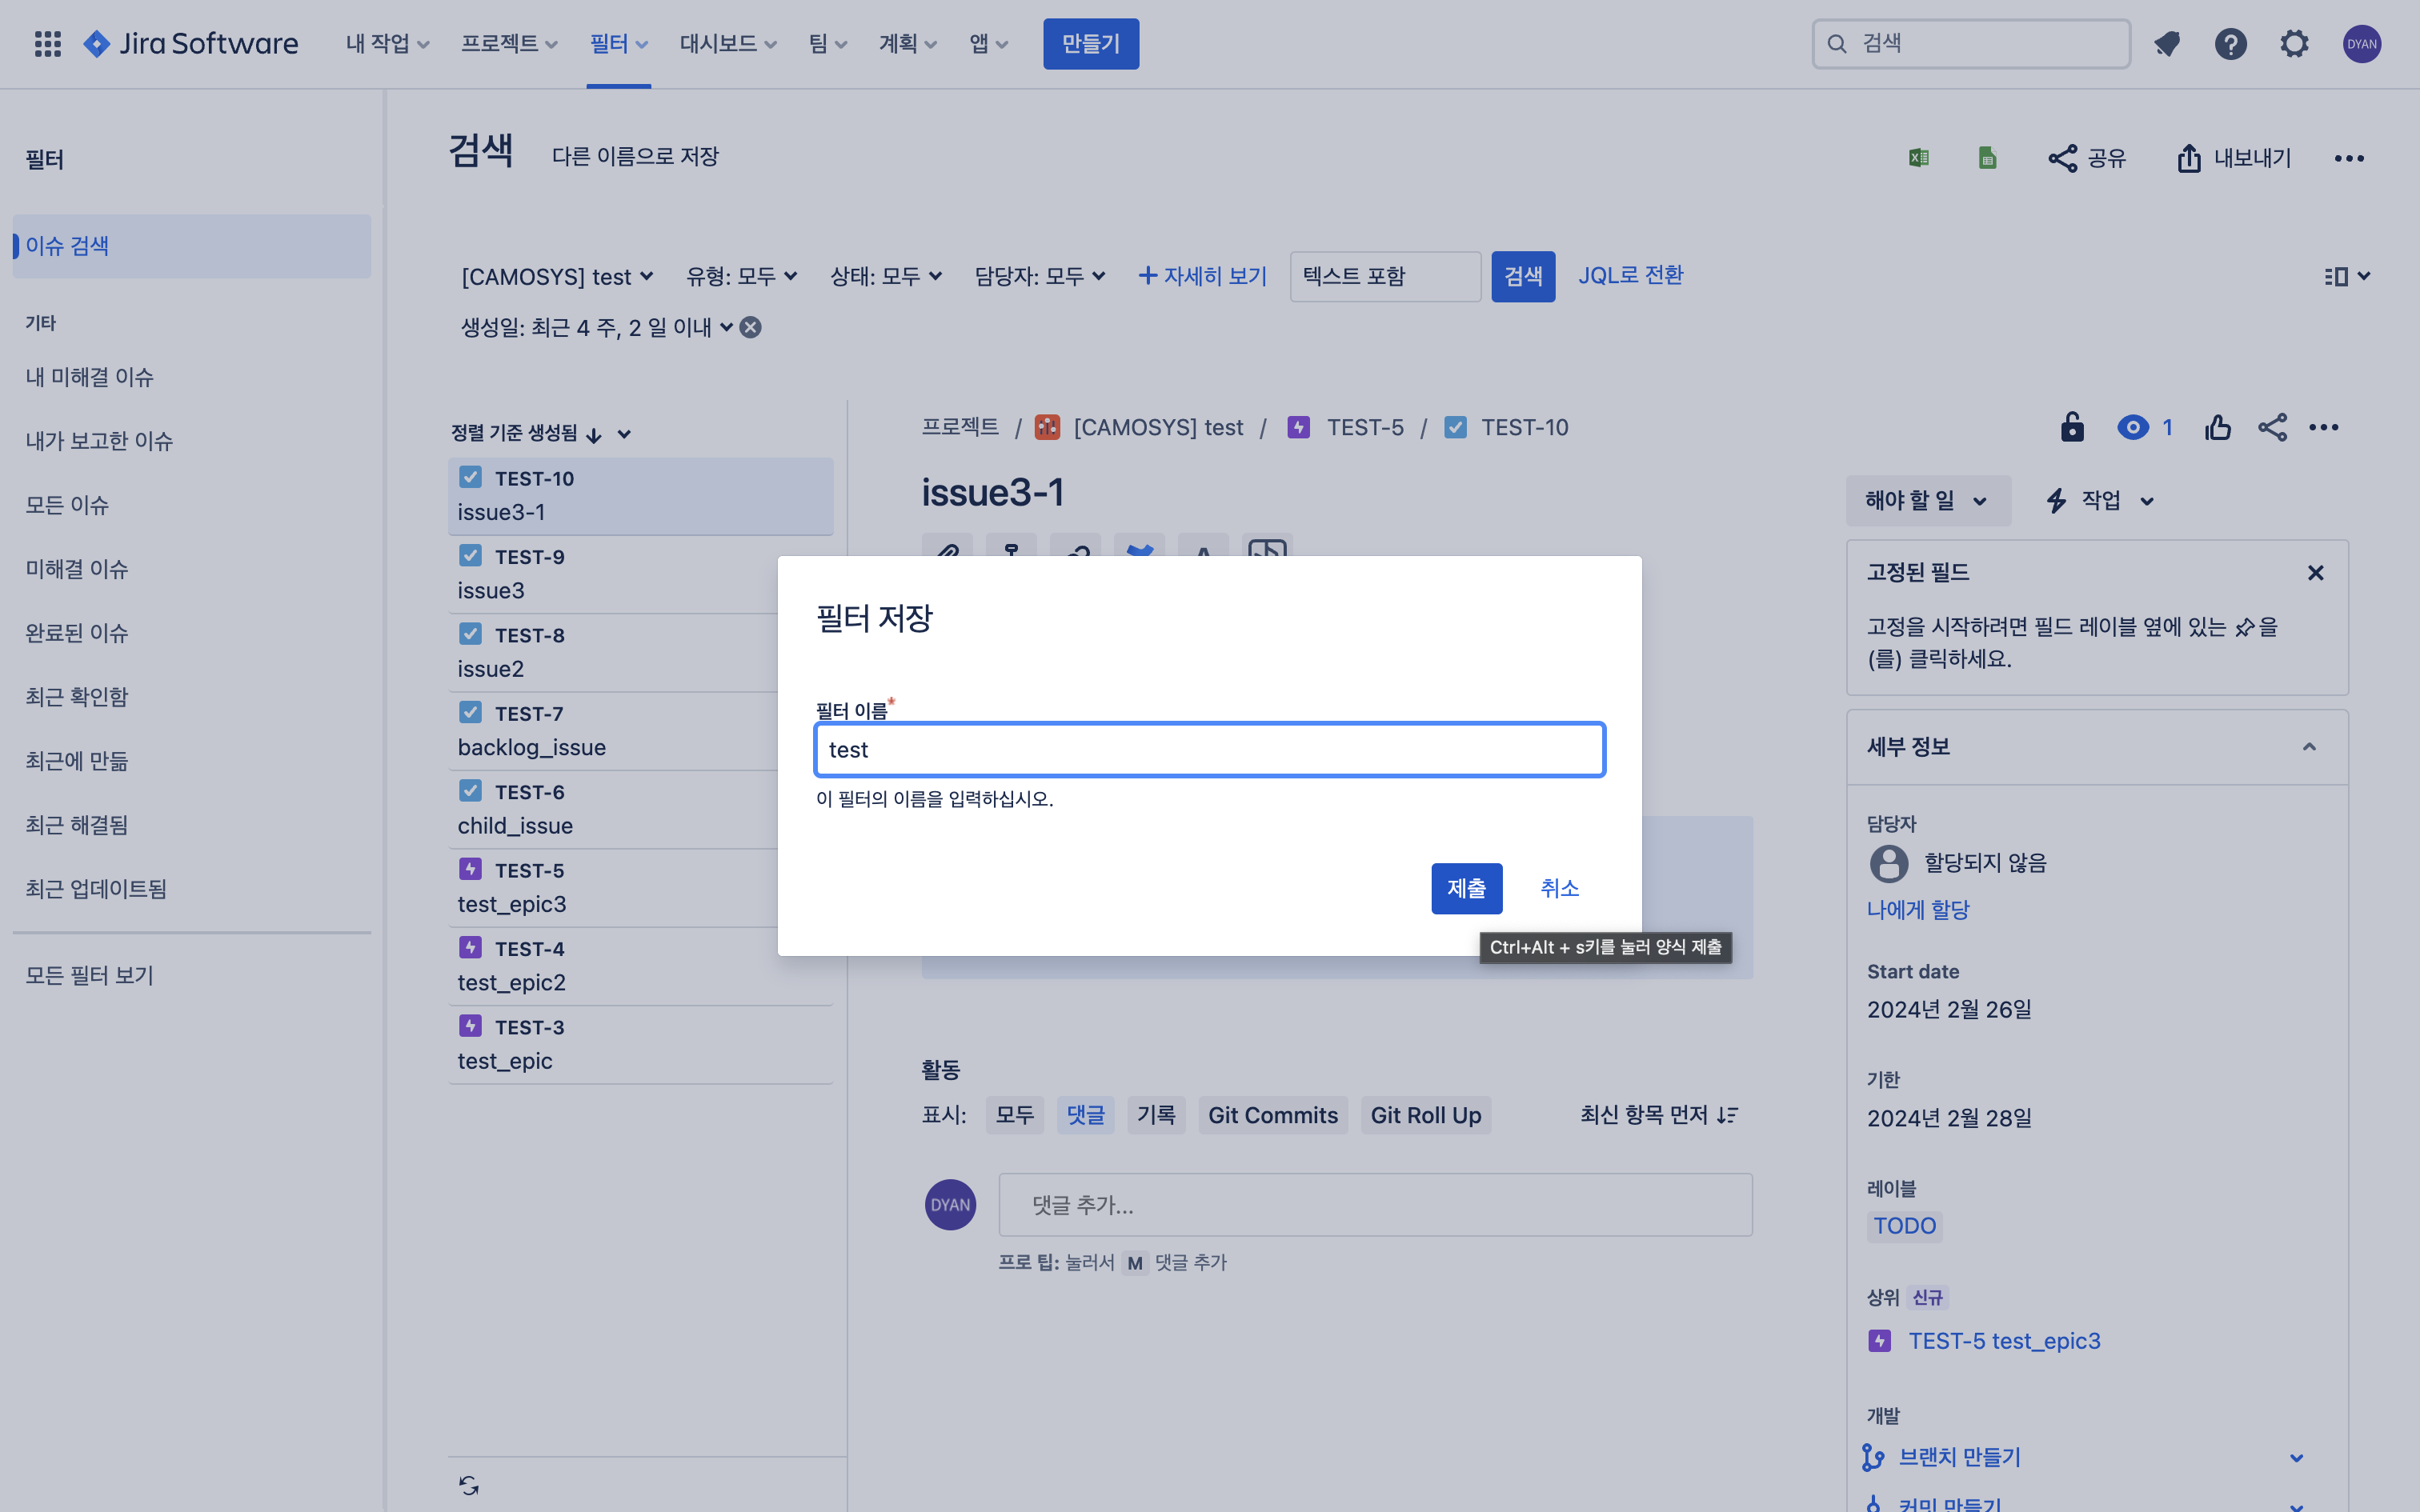 Jira Software
내 작업
프로젝트
필터
대시보드
팀
계획
앱
만들기
검색
DYAN
필터
이슈 검색
기타
내 미해결 이슈
내가 보고한 이슈
모든 이슈
미해결 이슈
완료된 이슈
최근 확인함
최근에 만듦
최근 해결됨
최근 업데이트됨
모든 필터 보기
검색
다른 이름으로 저장
공유
내보내기
[CAMOSYS] test
유형: 모두
상태: 모두
담당자: 모두
+ 자세히 보기
텍스트 포함
검색
JQL로 전환
생성일: 최근 4 주, 2 일 이내
정렬 기준 생성됨
TEST-10
issue3-1
TEST-9
issue3
TEST-8
issue2
TEST-7
backlog_issue
TEST-6
child_issue
TEST-5
test_epic3
TEST-4
test_epic2
TEST-3
test_epic
프로젝트 / [CAMOSYS] test / TEST-5 / TEST-10
1
issue3-1
필터 저장
필터 이름*
test
이 필터의 이름을 입력하십시오.
제출
취소
Ctrl+Alt + s키를 눌러 양식 제출
활동
표시:
모두
댓글
기록
Git Commits
Git Roll Up
최신 항목 먼저
DYAN
댓글 추가...
프로 팁: 눌러서 M 댓글 추가
해야 할 일
작업
고정된 필드
고정을 시작하려면 필드 레이블 옆에 있는 을
(를) 클릭하세요.
세부 정보
담당자
할당되지 않음
나에게 할당
Start date
2024년 2월 26일
기한
2024년 2월 28일
레이블
TODO
상위 신규
TEST-5 test_epic3
개발
브랜치 만들기
커밋 만들기